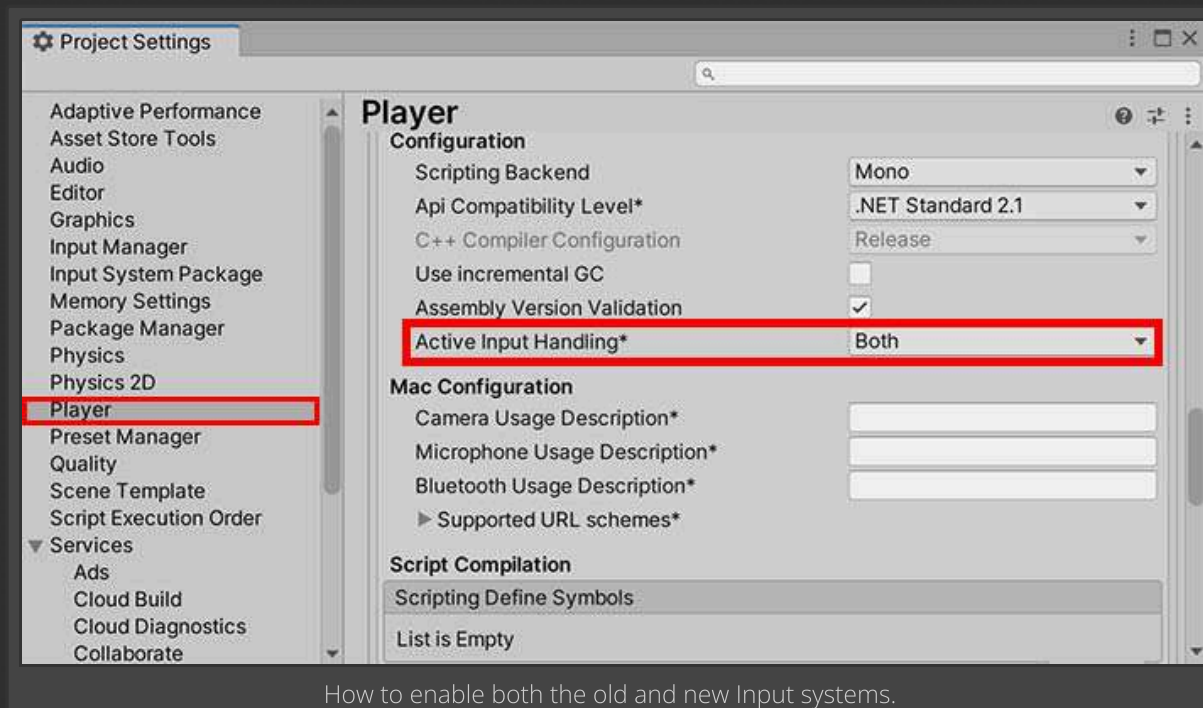 Project Settings
Adaptive Performance
Asset Store Tools
Audio
Editor
Graphics
Input Manager
Input System Package
Memory Settings
Package Manager
Physics
Physics 2D
Player
Preset Manager
Quality
Scene Template
Script Execution Order
Services
Ads
Cloud Build
Cloud Diagnostics
Collaborate
Player
Configuration
Scripting Backend Mono
Api Compatibility Level* .NET Standard 2.1
C++ Compiler Configuration Release
Use incremental GC
Assembly Version Validation
Active Input Handling* Both
Mac Configuration
Camera Usage Description*
Microphone Usage Description*
Bluetooth Usage Description*
Supported URL schemes*
Script Compilation
Scripting Define Symbols
List is Empty
How to enable both the old and new Input systems.